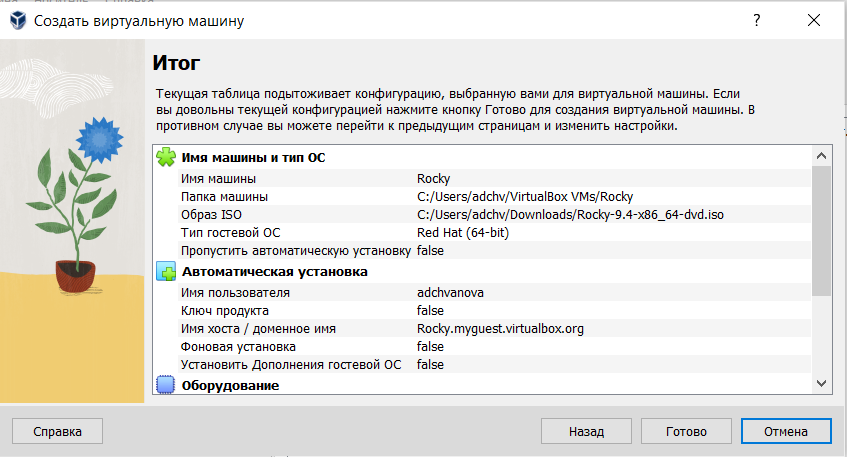 Создать виртуальную машину
?
Итог
Текущая таблица подытоживает конфигурацию, выбранную вами для виртуальной машины. Если
вы довольны текущей конфигурацией нажмите кнопку Готово для создания виртуальной машины. В
противном случае вы можете перейти к предыдущим страницам и изменить настройки.
Имя машины и тип ОС
Имя машины Rocky
Папка машины C:/Users/adchv/VirtualBox VMs/Rocky
Образ ISO C:/Users/adchv/Downloads/Rocky-9.4-x86_64-dvd.iso
Тип гостевой ОС Red Hat (64-bit)
Пропустить автоматическую установку false
Автоматическая установка
Имя пользователя adchvanova
Ключ продукта false
Имя хоста / доменное имя Rocky.myguest.virtualbox.org
Фоновая установка false
Установить Дополнения гостевой ОС false
Оборудование
Справка Назад Готово Отмена